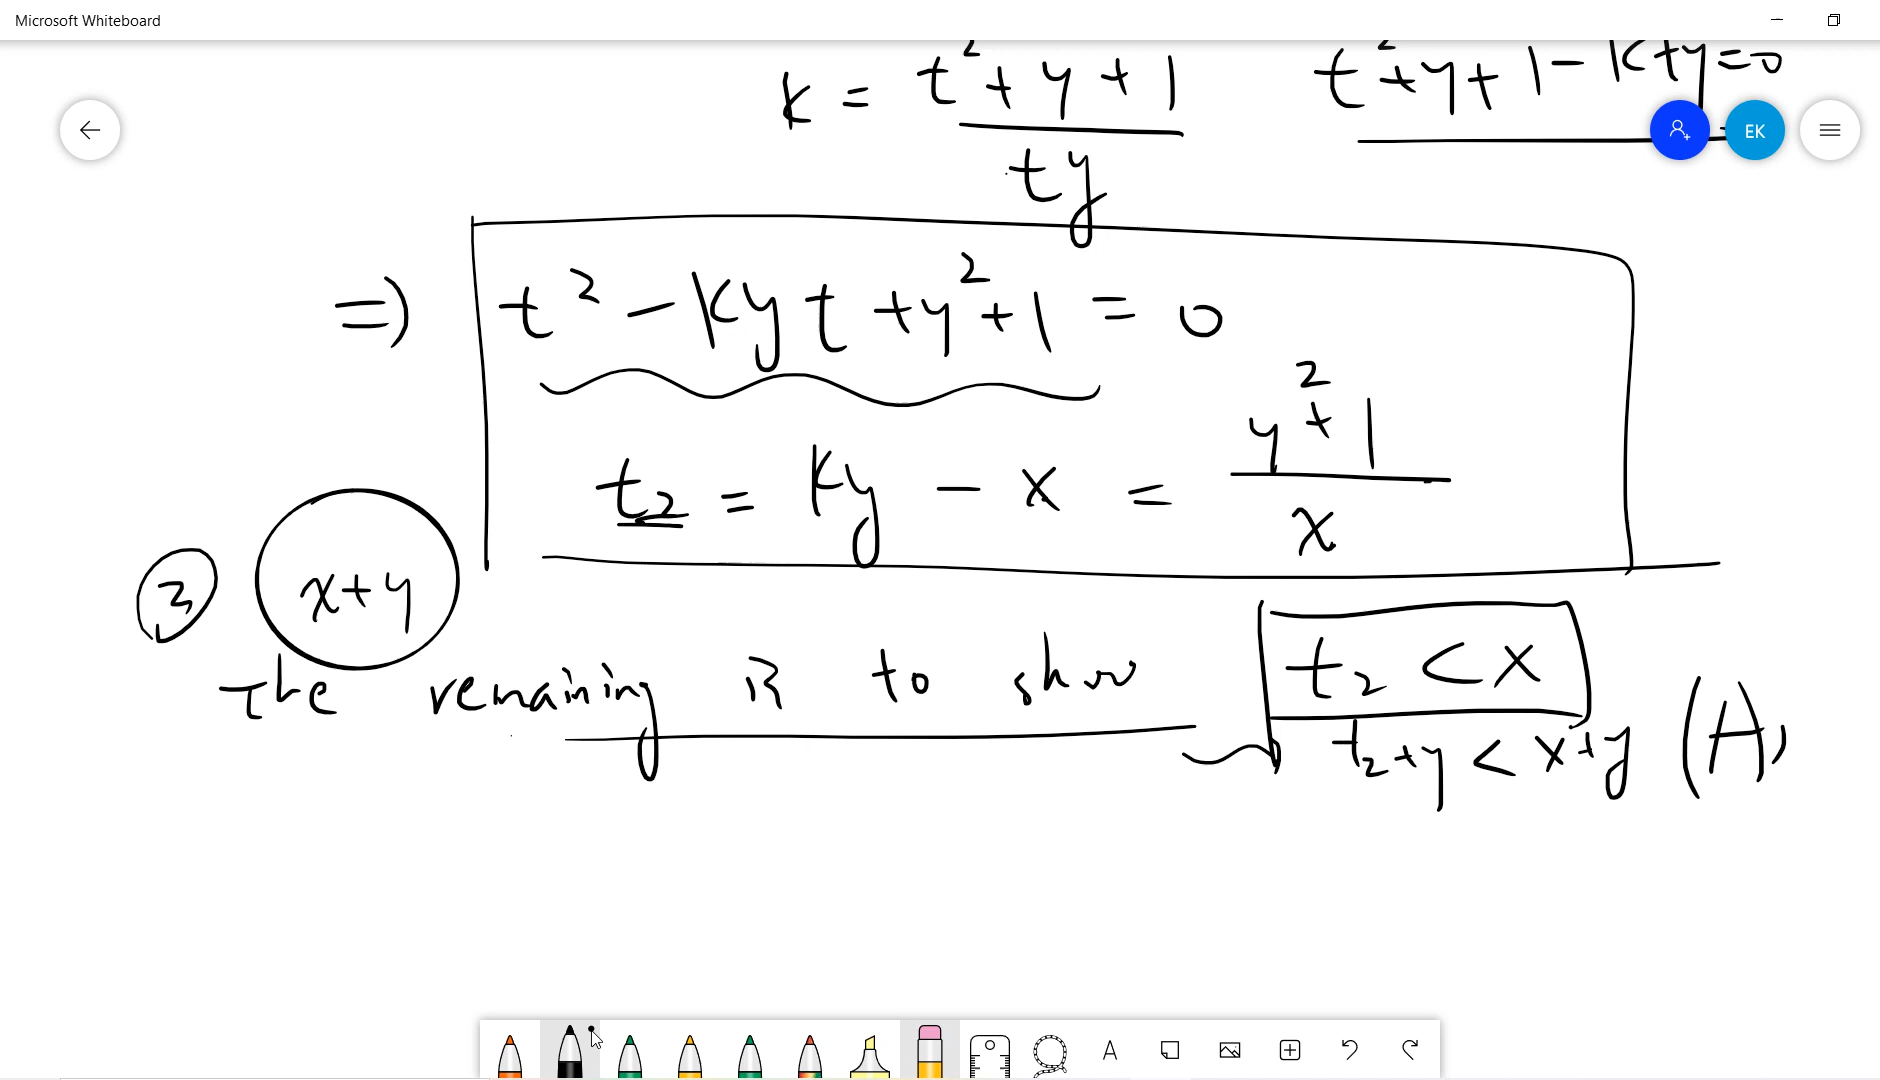 Microsoft Whiteboard
k = t²+y+1 / ty
t²+y+1-kty=0
EK
=> t²-kyt+y²+1=0
t₂ = ky - x = y²+1 / x
③ x+y
The remaining is to show t₂ < x
t₂+y < x+y (A)
A